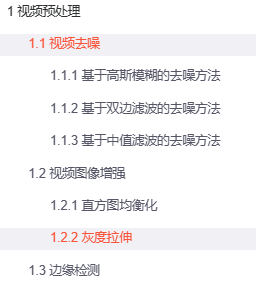 1 视频预处理
1.1 视频去噪
1.1.1 基于高斯模糊的去噪方法
1.1.2 基于双边滤波的去噪方法
1.1.3 基于中值滤波的去噪方法
1.2 视频图像增强
1.2.1 直方图均衡化
1.2.2 灰度拉伸
1.3 边缘检测